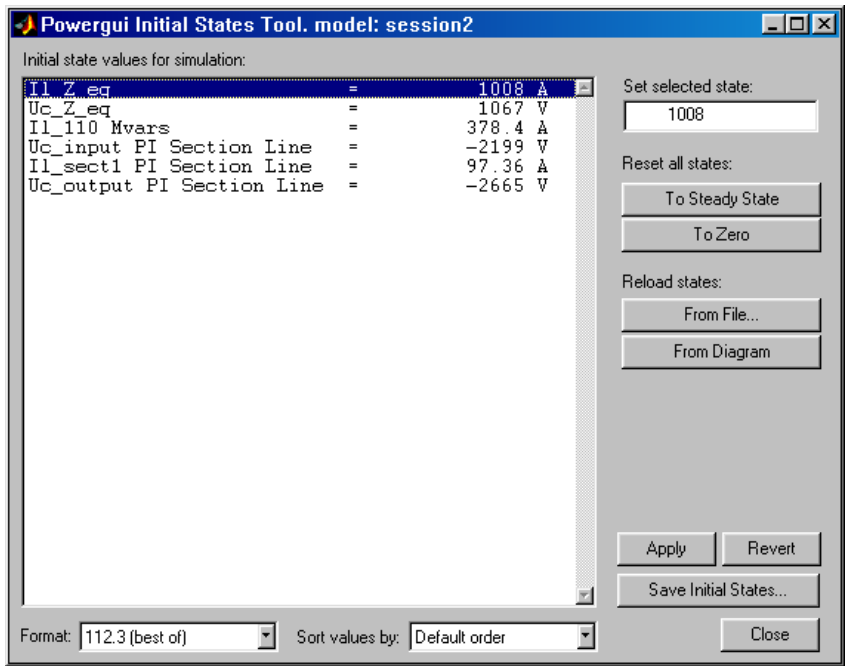 Powergui Initial States Tool. model: session2
Initial state values for simulation:
Il_Z_eq = 1008 A
Uc_Z_eq = 1067 V
Il_110 Mvars = 378.4 A
Uc_input PI Section Line = -2199 V
Il_sect1 PI Section Line = 97.36 A
Uc_output PI Section Line = -2665 V
Set selected state:
1008
Reset all states:
To Steady State
To Zero
Reload states:
From File...
From Diagram
Apply Revert
Save Initial States...
Format: 112.3 (best of) Sort values by: Default order Close